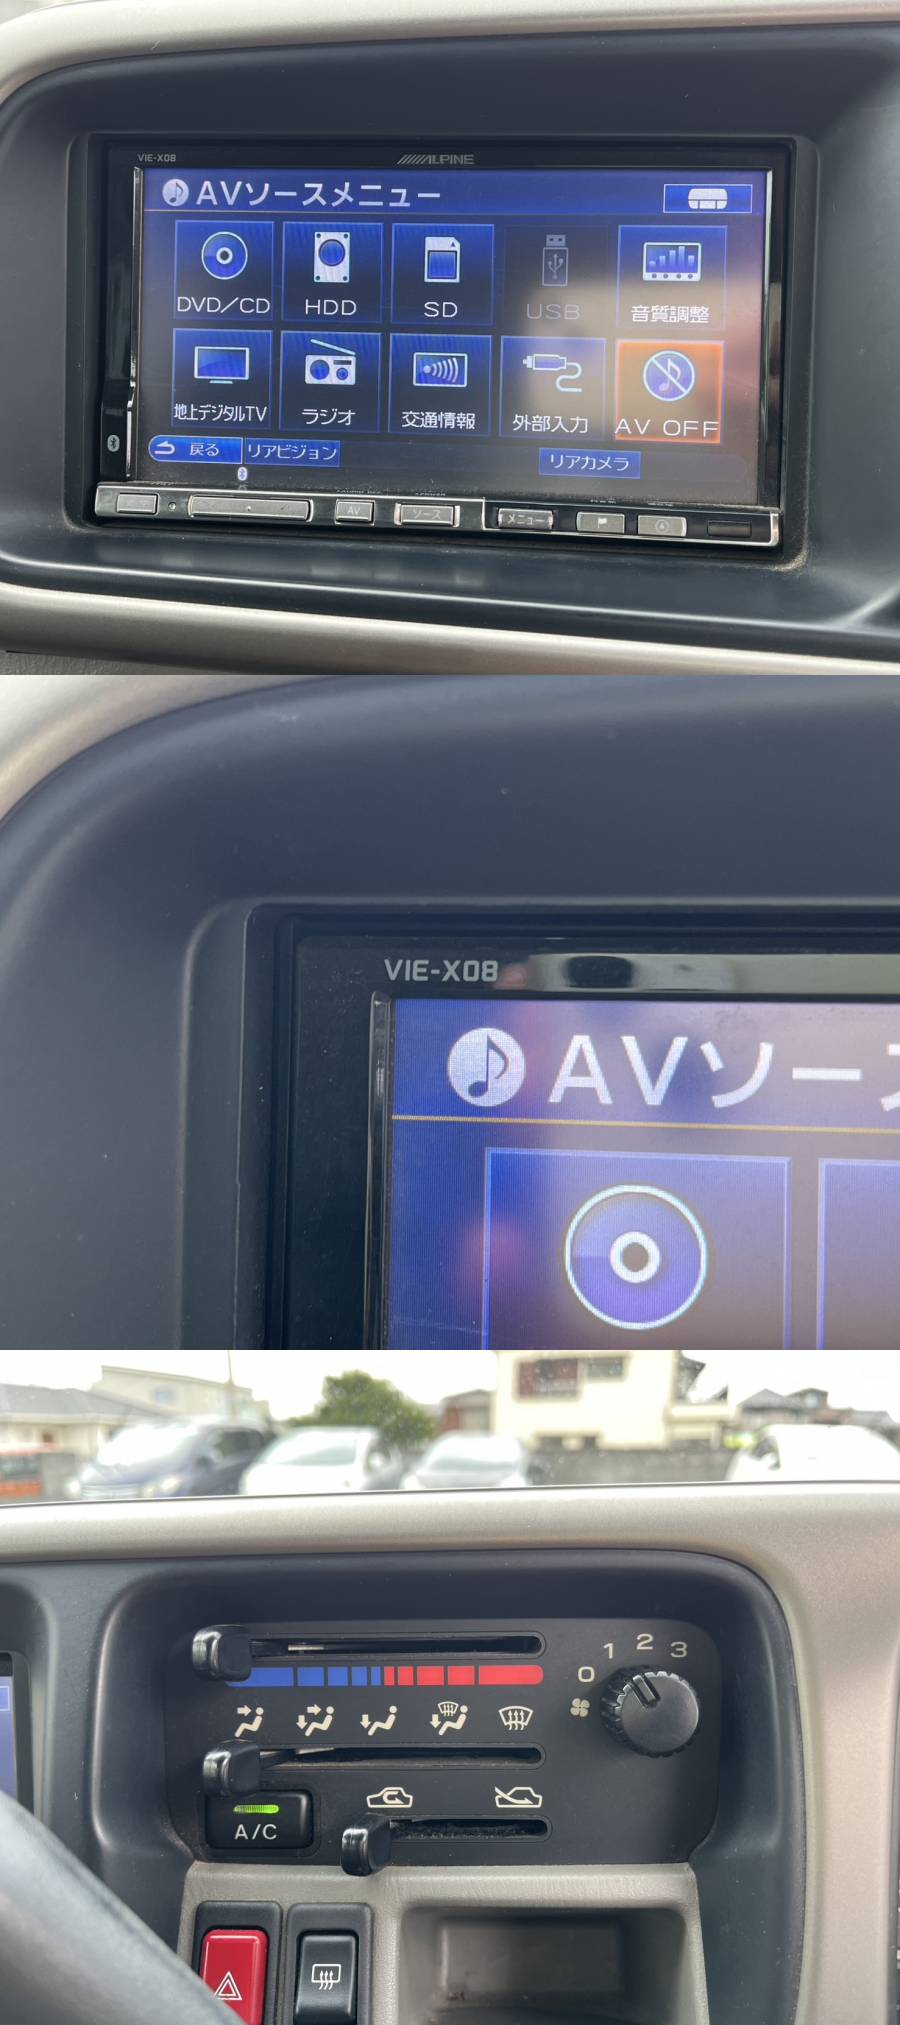 VIE-X08
ALPINE
AVソースメニュー
DVD/CD
HDD
SD
USB
音質調整
地上デジタルTV
ラジオ
交通情報
外部入力
AV OFF
戻る
リアビジョン
リアカメラ
AV
ソース
メニュー
VIE-X08
AVソー
0
1
2
3
A/C